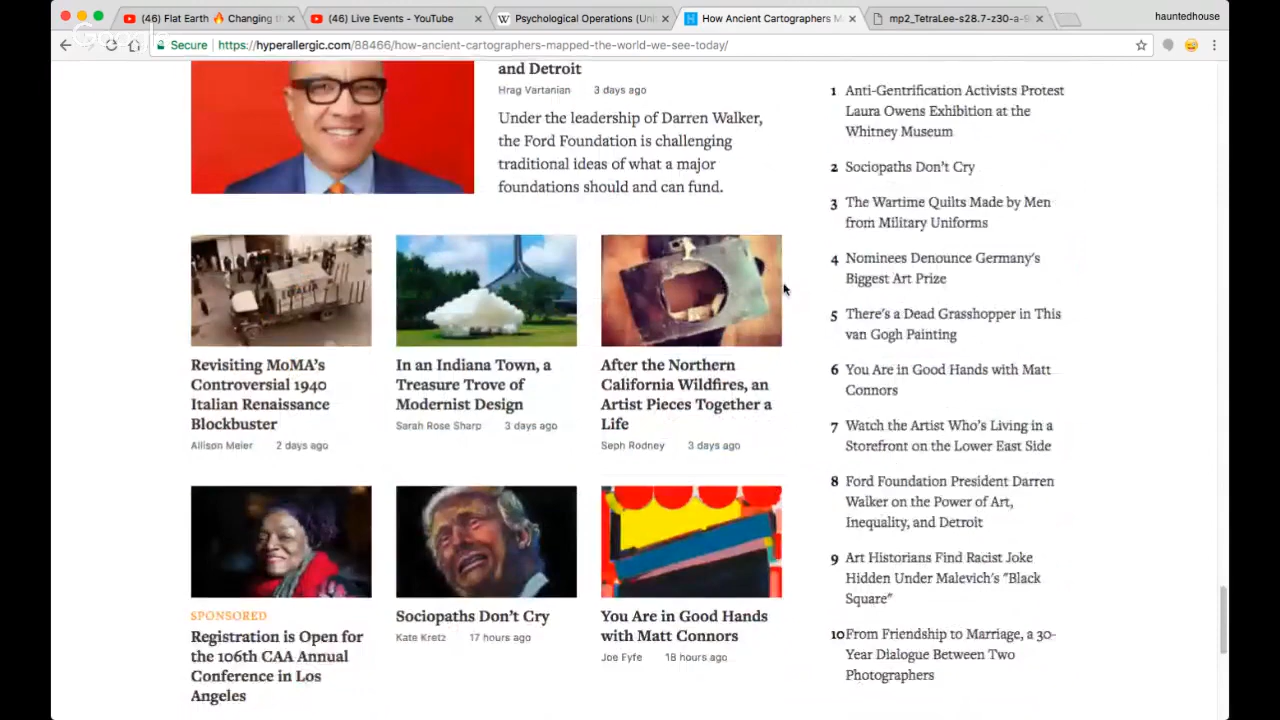 (46) Flat Earth 🔥 Changing t
(46) Live Events - YouTube
Psychological Operations (Uni
How Ancient Cartographers M
mp2_TetraLee-s28.7-z30-a-9
hauntedhouse
Secure
https://hyperallergic.com/88466/how-ancient-cartographers-mapped-the-world-we-see-today/
and Detroit
Hrag Vartanian 3 days ago
Under the leadership of Darren Walker,
the Ford Foundation is challenging
traditional ideas of what a major
foundations should and can fund.
ITALIA
Revisiting MoMA's
Controversial 1940
Italian Renaissance
Blockbuster
Allison Meier 2 days ago
In an Indiana Town, a
Treasure Trove of
Modernist Design
Sarah Rose Sharp 3 days ago
After the Northern
California Wildfires, an
Artist Pieces Together a
Life
Seph Rodney 3 days ago
SPONSORED
Registration is Open for
the 106th CAA Annual
Conference in Los
Angeles
Sociopaths Don't Cry
Kate Kretz 17 hours ago
You Are in Good Hands
with Matt Connors
Joe Fyfe 18 hours ago
1 Anti-Gentrification Activists Protest
Laura Owens Exhibition at the
Whitney Museum
2 Sociopaths Don't Cry
3 The Wartime Quilts Made by Men
from Military Uniforms
4 Nominees Denounce Germany's
Biggest Art Prize
5 There's a Dead Grasshopper in This
van Gogh Painting
6 You Are in Good Hands with Matt
Connors
7 Watch the Artist Who's Living in a
Storefront on the Lower East Side
8 Ford Foundation President Darren
Walker on the Power of Art,
Inequality, and Detroit
9 Art Historians Find Racist Joke
Hidden Under Malevich's "Black
Square"
10 From Friendship to Marriage, a 30-
Year Dialogue Between Two
Photographers